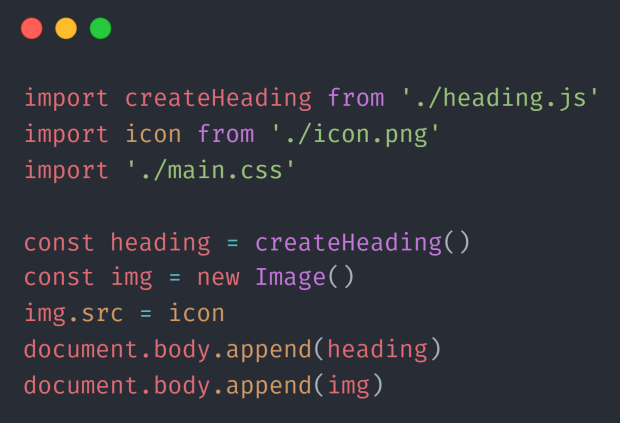 import createHeading from './heading.js'
import icon from './icon.png'
import './main.css'

const heading = createHeading()
const img = new Image()
img.src = icon
document.body.append(heading)
document.body.append(img)